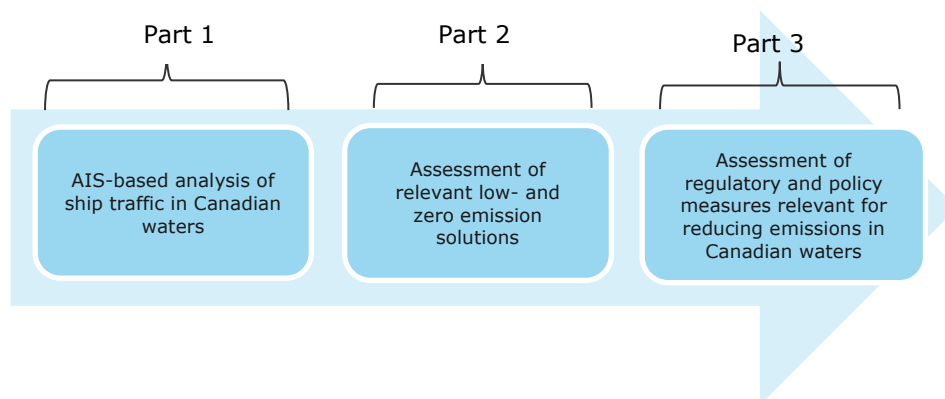 Part 1
Part 2
Part 3
AIS-based analysis of
ship traffic in Canadian
waters
Assessment of
relevant low- and
zero emission
solutions
Assessment of
regulatory and policy
measures relevant for
reducing emissions in
Canadian waters